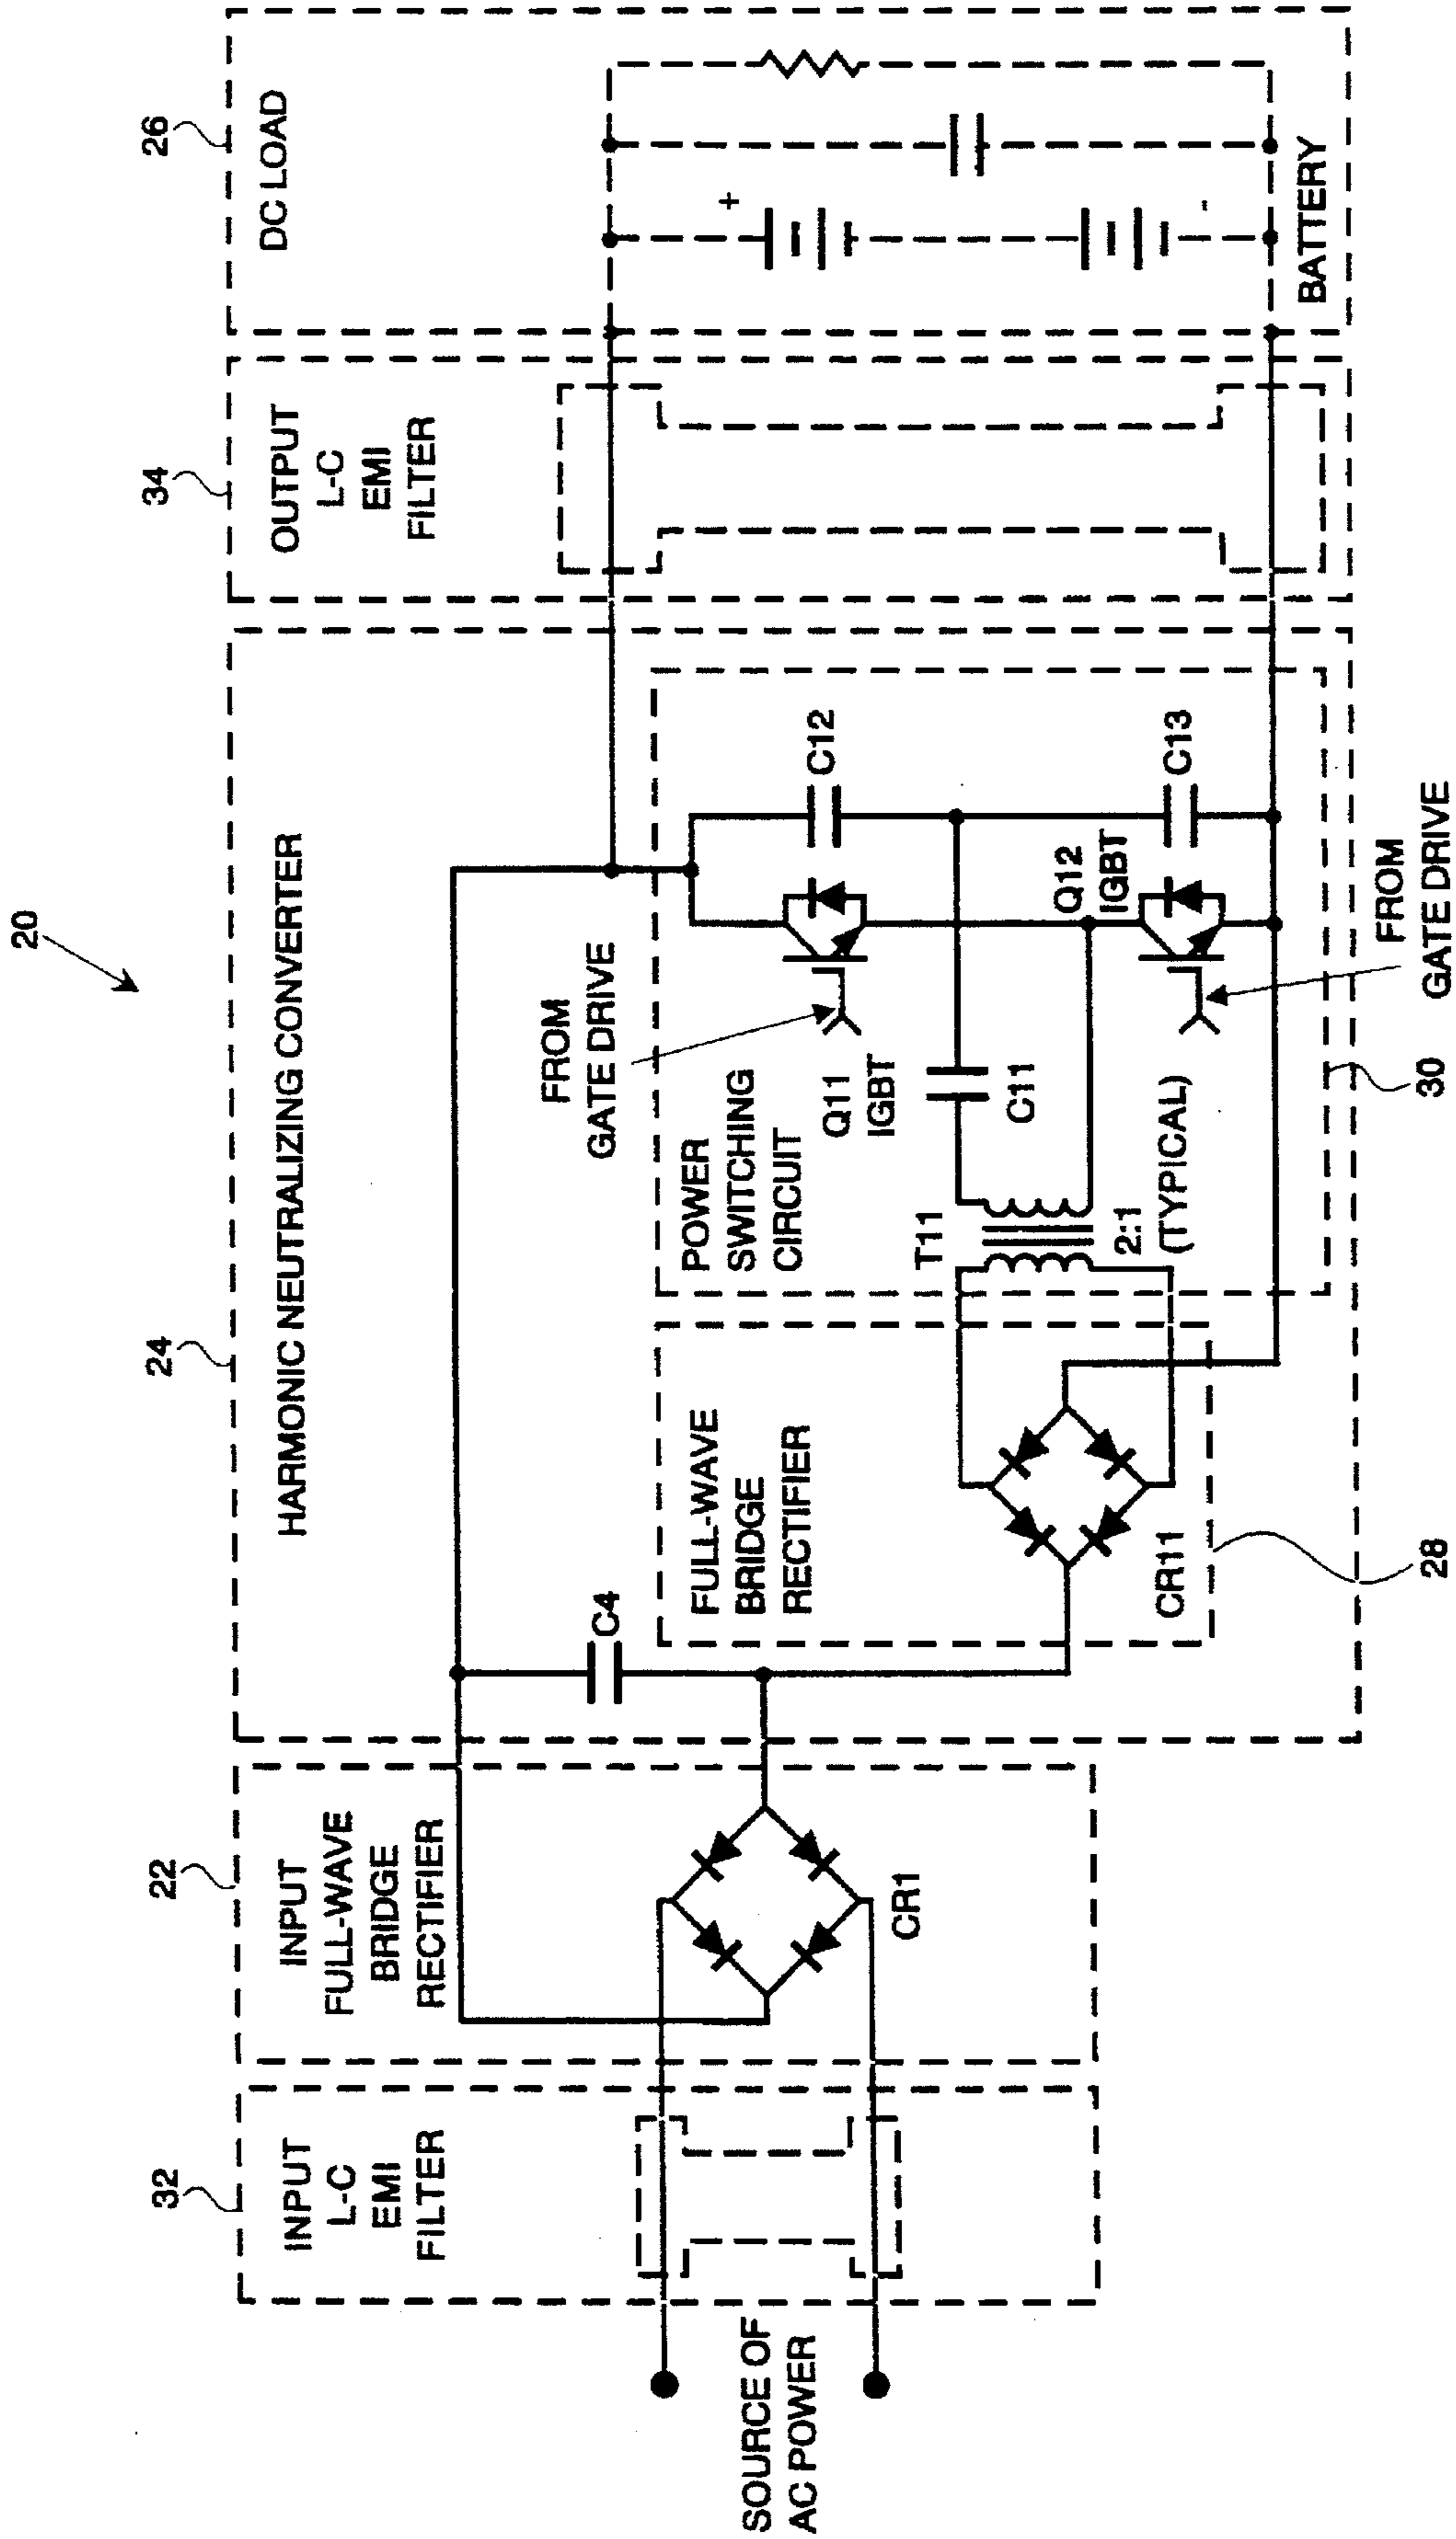 20
32
22
24
34
26
INPUT
L-C
EMI
FILTER
INPUT
FULL-WAVE
BRIDGE
RECTIFIER
HARMONIC NEUTRALIZING CONVERTER
OUTPUT
L-C
EMI
FILTER
DC LOAD
SOURCE OF
AC POWER
CR1
C4
FULL-WAVE
BRIDGE
RECTIFIER
CR11
28
POWER
SWITCHING
CIRCUIT
T11
2:1
(TYPICAL)
C11
FROM
GATE DRIVE
Q11
IGBT
C12
Q12
IGBT
C13
FROM
GATE DRIVE
30
+
-
BATTERY